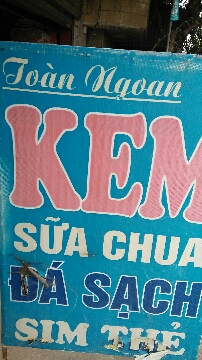 Toàn Ngoan
KEM
SỮA CHUA
ĐÁ SẠCH
SIM THẺ